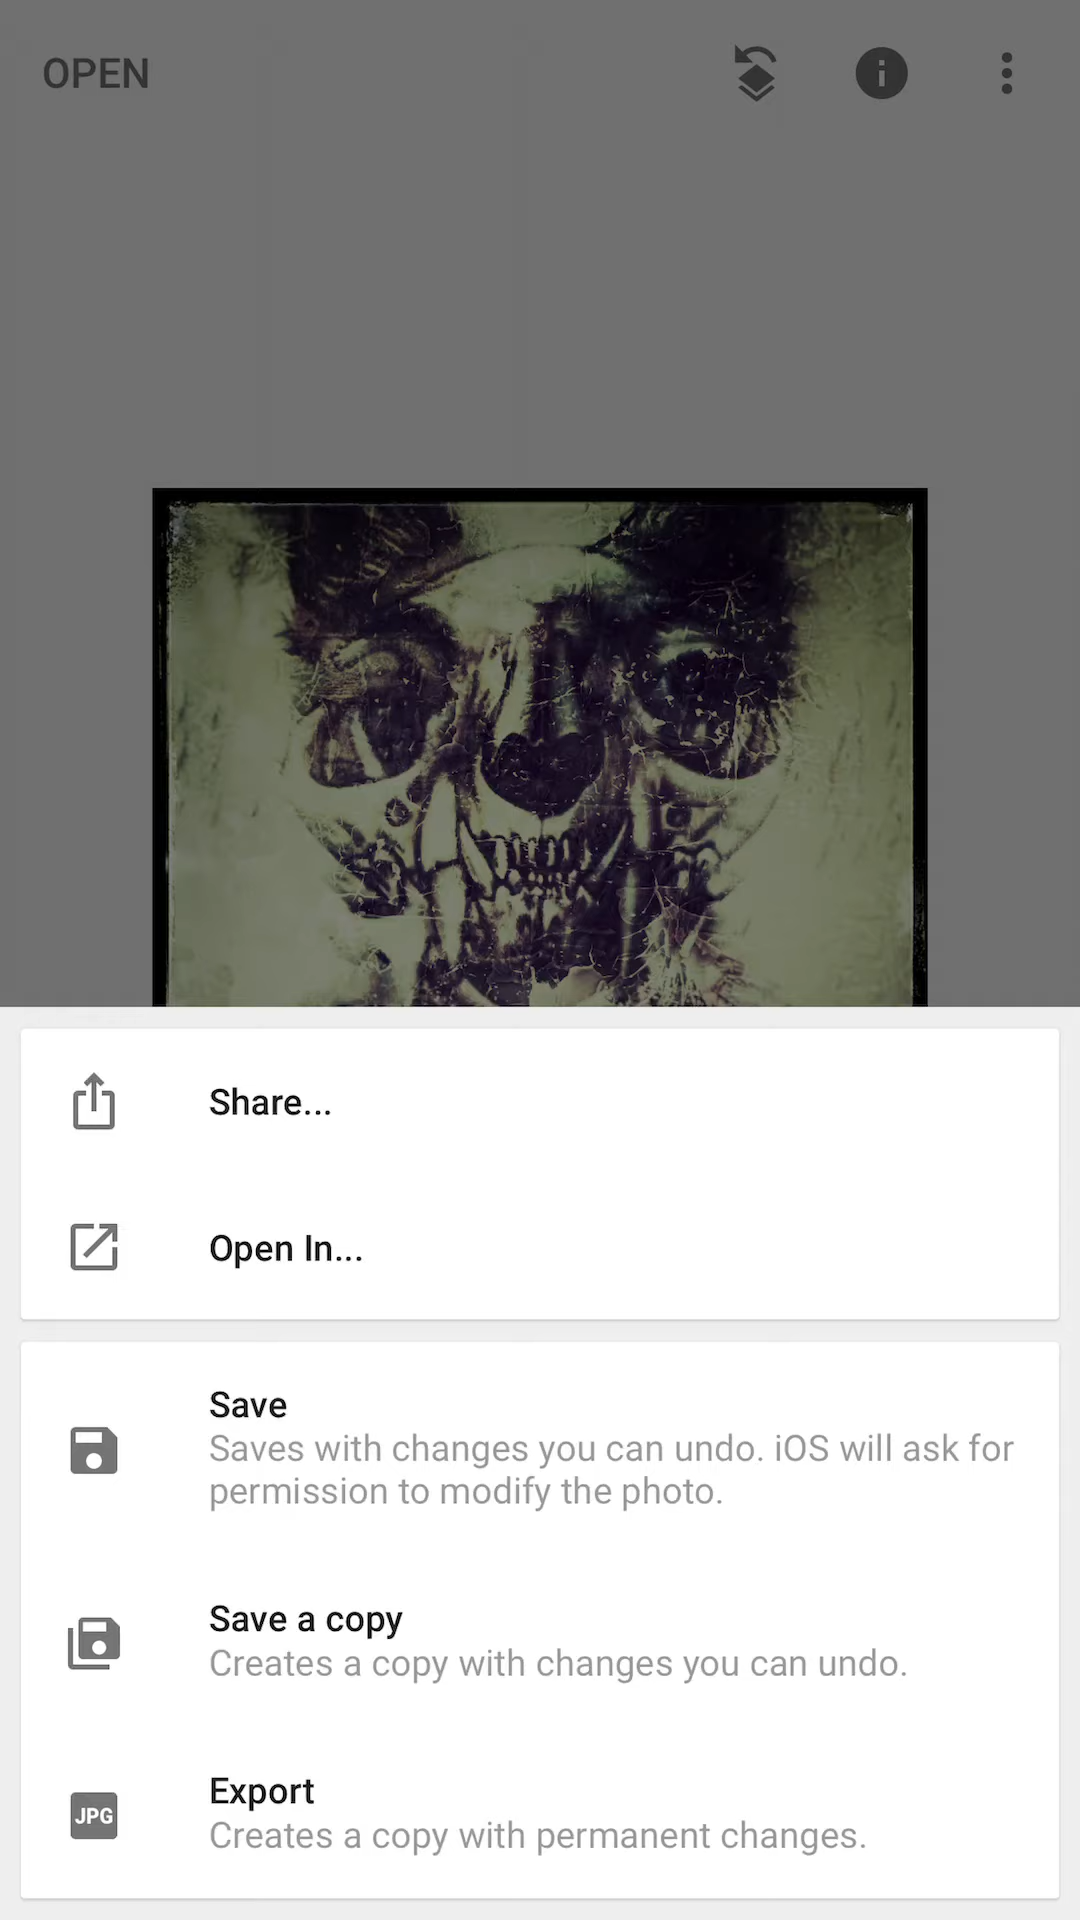 OPEN
Share...
Open In...
Save
Saves with changes you can undo. iOS will ask for
permission to modify the photo.
Save a copy
Creates a copy with changes you can undo.
JPG
Export
Creates a copy with permanent changes.